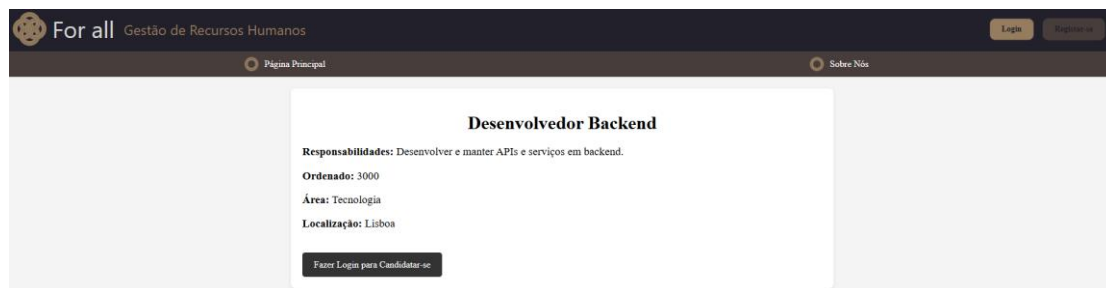 For all Gestão de Recursos Humanos
Login
Registar-se
Página Principal
Sobre Nós
Desenvolvedor Backend
Responsabilidades: Desenvolver e manter APIs e serviços em backend.
Ordenado: 3000
Área: Tecnologia
Localização: Lisboa
Fazer Login para Candidatar-se